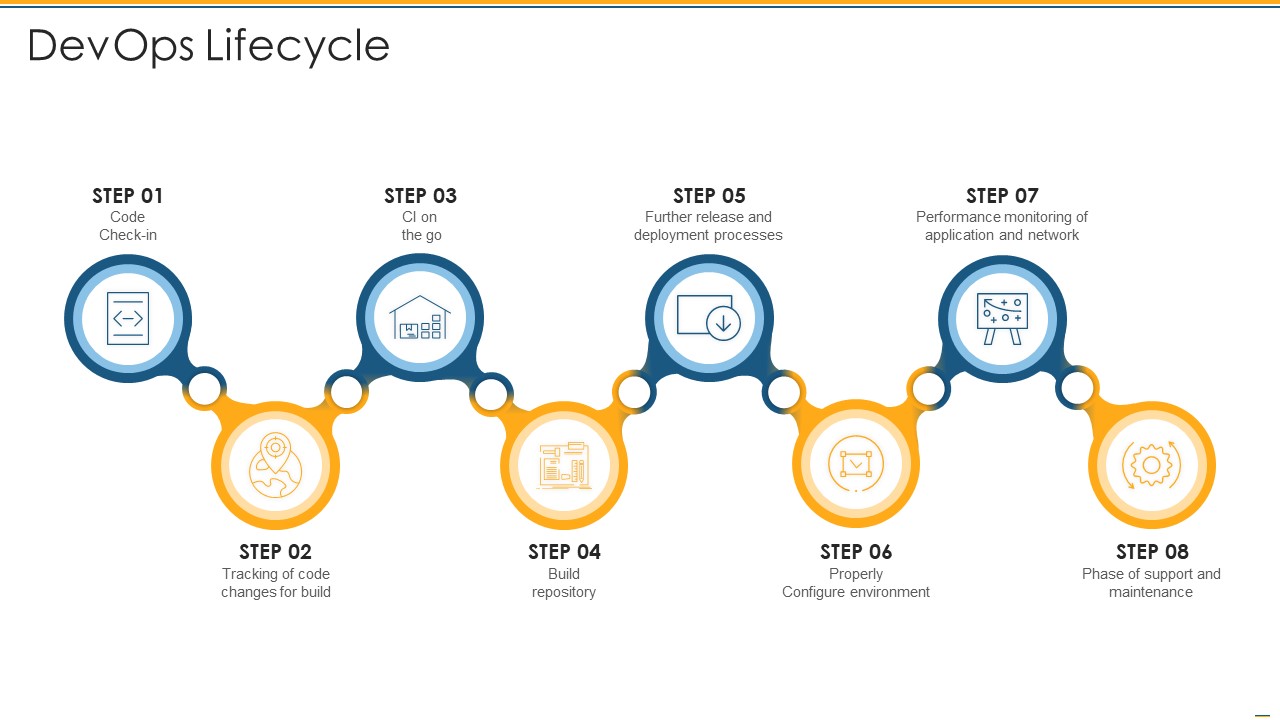 DevOps Lifecycle
STEP 01
Code
Check-in
STEP 02
Tracking of code
changes for build
STEP 03
CI on
the go
STEP 04
Build
repository
STEP 05
Further release and
deployment processes
STEP 06
Properly
Configure environment
STEP 07
Performance monitoring of
application and network
STEP 08
Phase of support and
maintenance